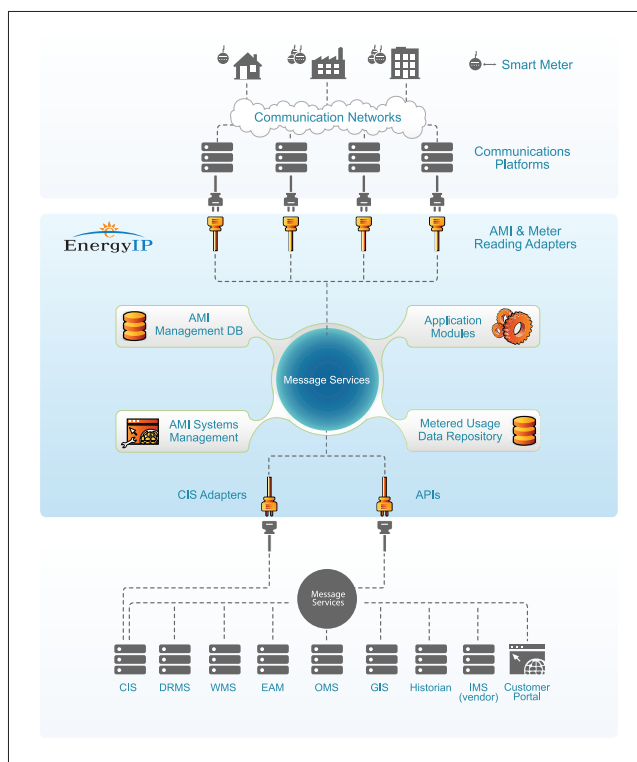 Smart Meter
Communication Networks
Communications
Platforms
EnergyIP
AMI & Meter
Reading Adapters
AMI
Management DB
Application
Modules
Message Services
AMI Systems
Management
Metered Usage
Data Repository
CIS Adapters
APIs
Message
Services
CIS
DRMS
WMS
EAM
OMS
GIS
Historian
IMS
(vendor)
Customer
Portal